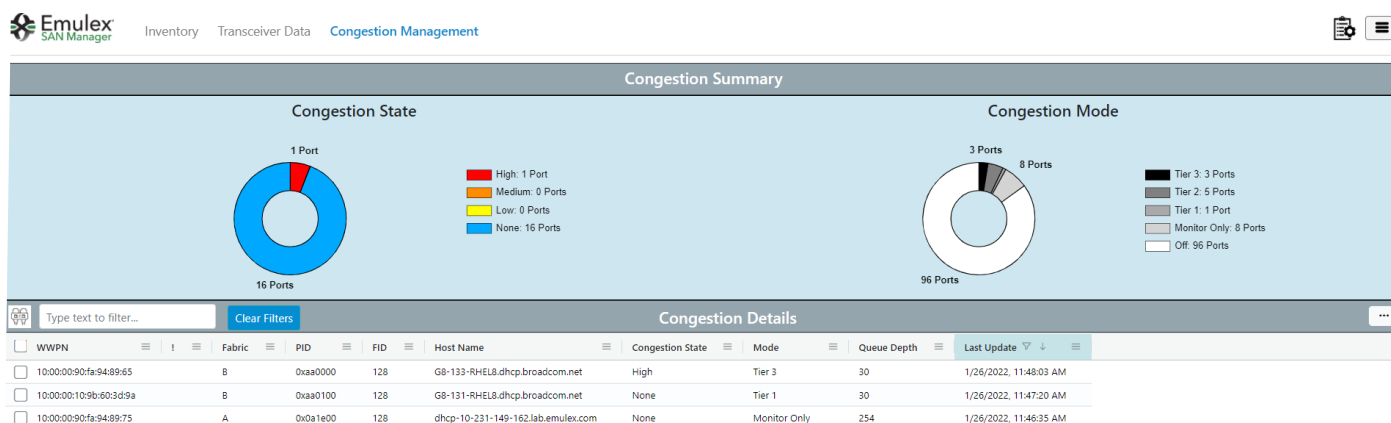 Emulex
SAN Manager
Inventory Transceiver Data Congestion Management
Congestion Summary
Congestion State
1 Port
16 Ports
High: 1 Port
Medium: 0 Ports
Low: 0 Ports
None: 16 Ports
Congestion Mode
3 Ports
8 Ports
96 Ports
Tier 3: 3 Ports
Tier 2: 5 Ports
Tier 1: 1 Port
Monitor Only: 8 Ports
Off: 96 Ports
Type text to filter... Clear Filters Congestion Details ...
WWPN ! Fabric PID FID Host Name Congestion State Mode Queue Depth Last Update
10:00:00:90:fa:94:89:65 B 0xaa0000 128 G8-133-RHEL8.dhcp.broadcom.net High Tier 3 30 1/26/2022, 11:48:03 AM
10:00:00:10:9b:60:3d:9a B 0xaa0100 128 G8-131-RHEL8.dhcp.broadcom.net None Tier 1 30 1/26/2022, 11:47:20 AM
10:00:00:90:fa:94:89:75 A 0x0a1e00 128 dhcp-10-231-149-162.lab.emulex.com None Monitor Only 254 1/26/2022, 11:46:35 AM